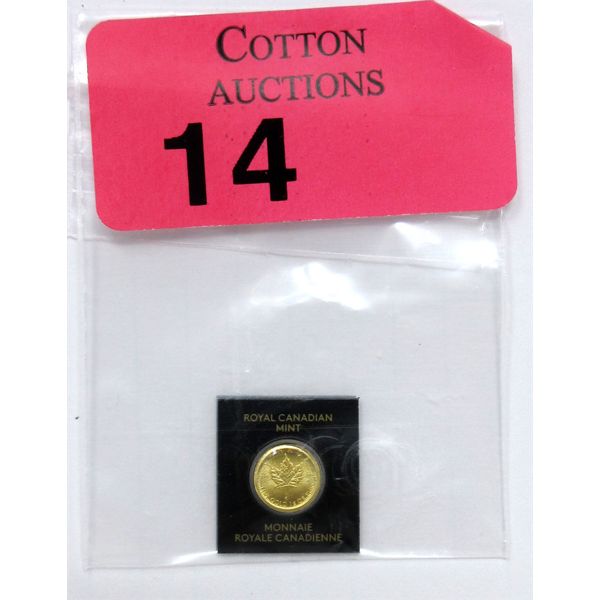 COTTON
AUCTIONS
14
ROYAL CANADIAN
MINT
MONNAIE
ROYALE CANADIENNE